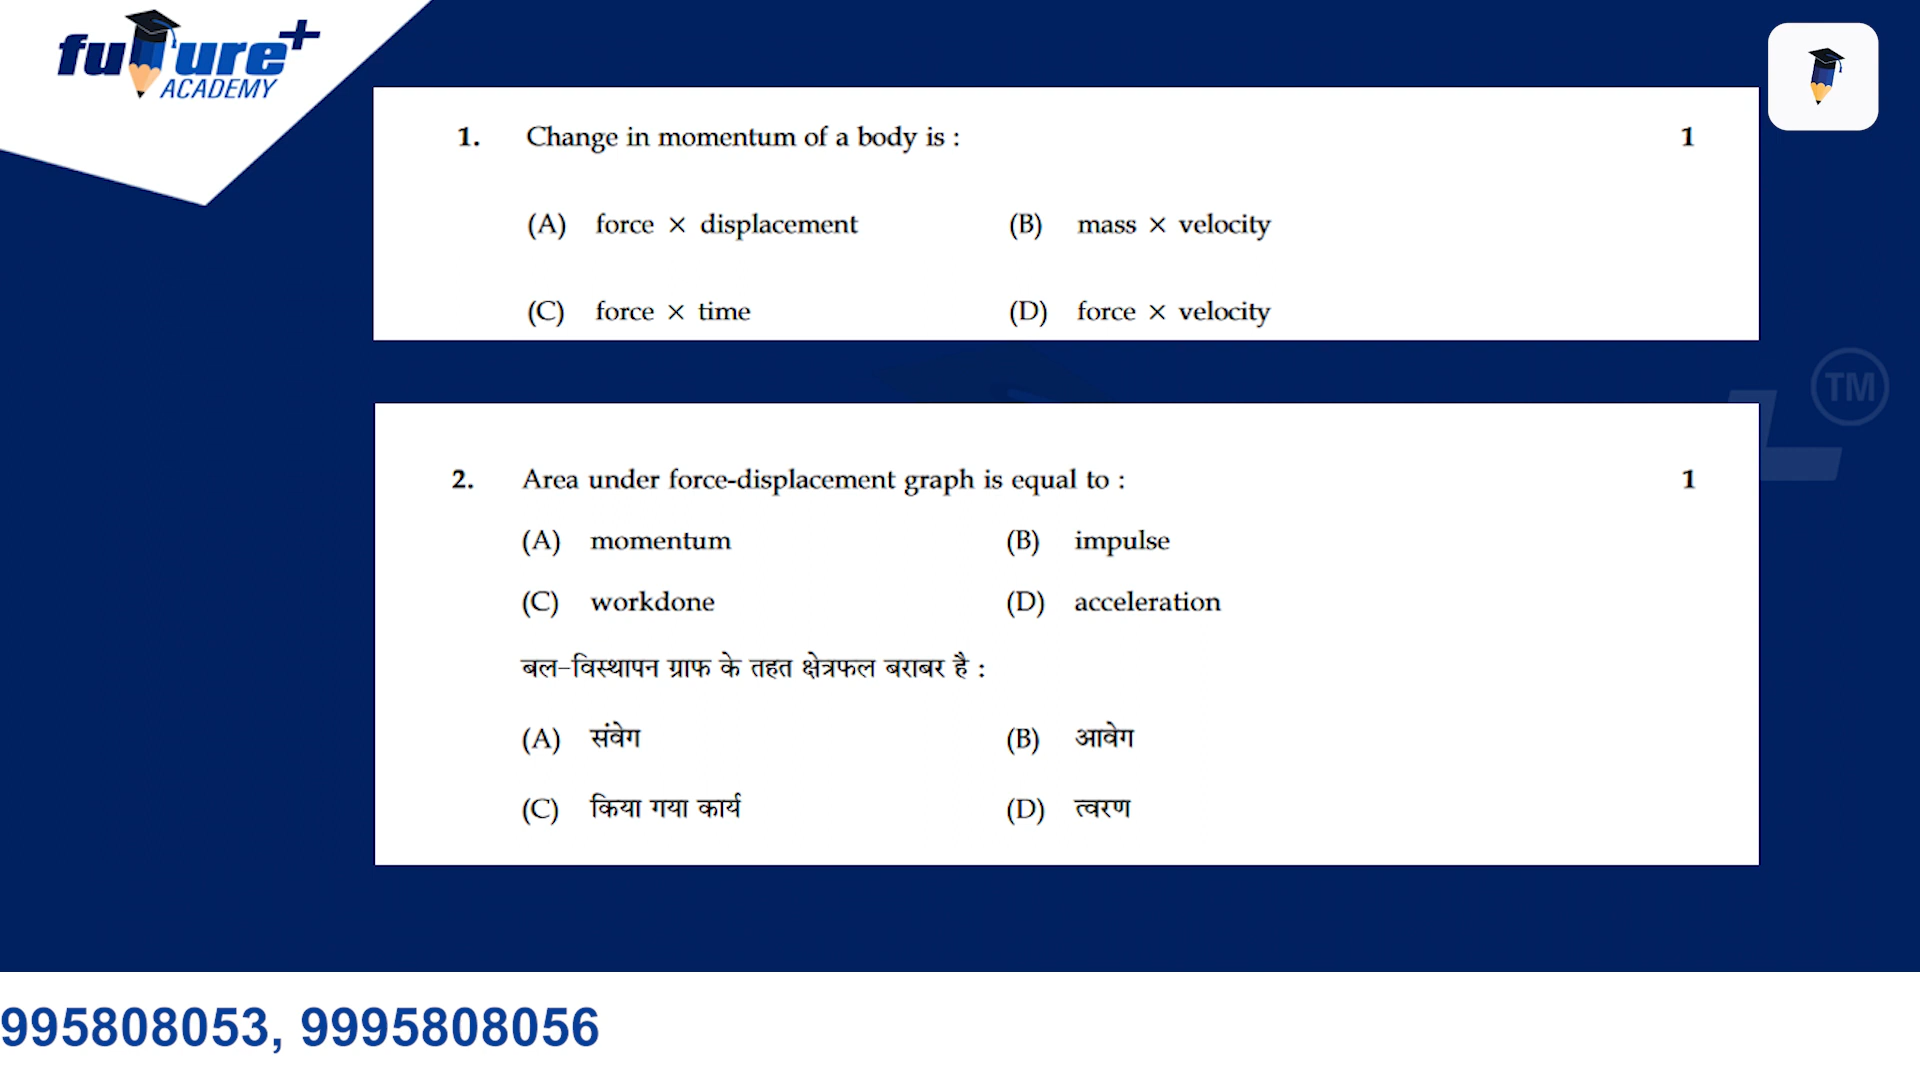 future+
ACADEMY
1. Change in momentum of a body is : 1
(A) force × displacement (B) mass × velocity
(C) force × time (D) force × velocity
L TM
2. Area under force-displacement graph is equal to : 1
(A) momentum (B) impulse
(C) workdone (D) acceleration
बल-विस्थापन ग्राफ के तहत क्षेत्रफल बराबर है :
(A) संवेग (B) आवेग
(C) किया गया कार्य (D) त्वरण
995808053, 9995808056